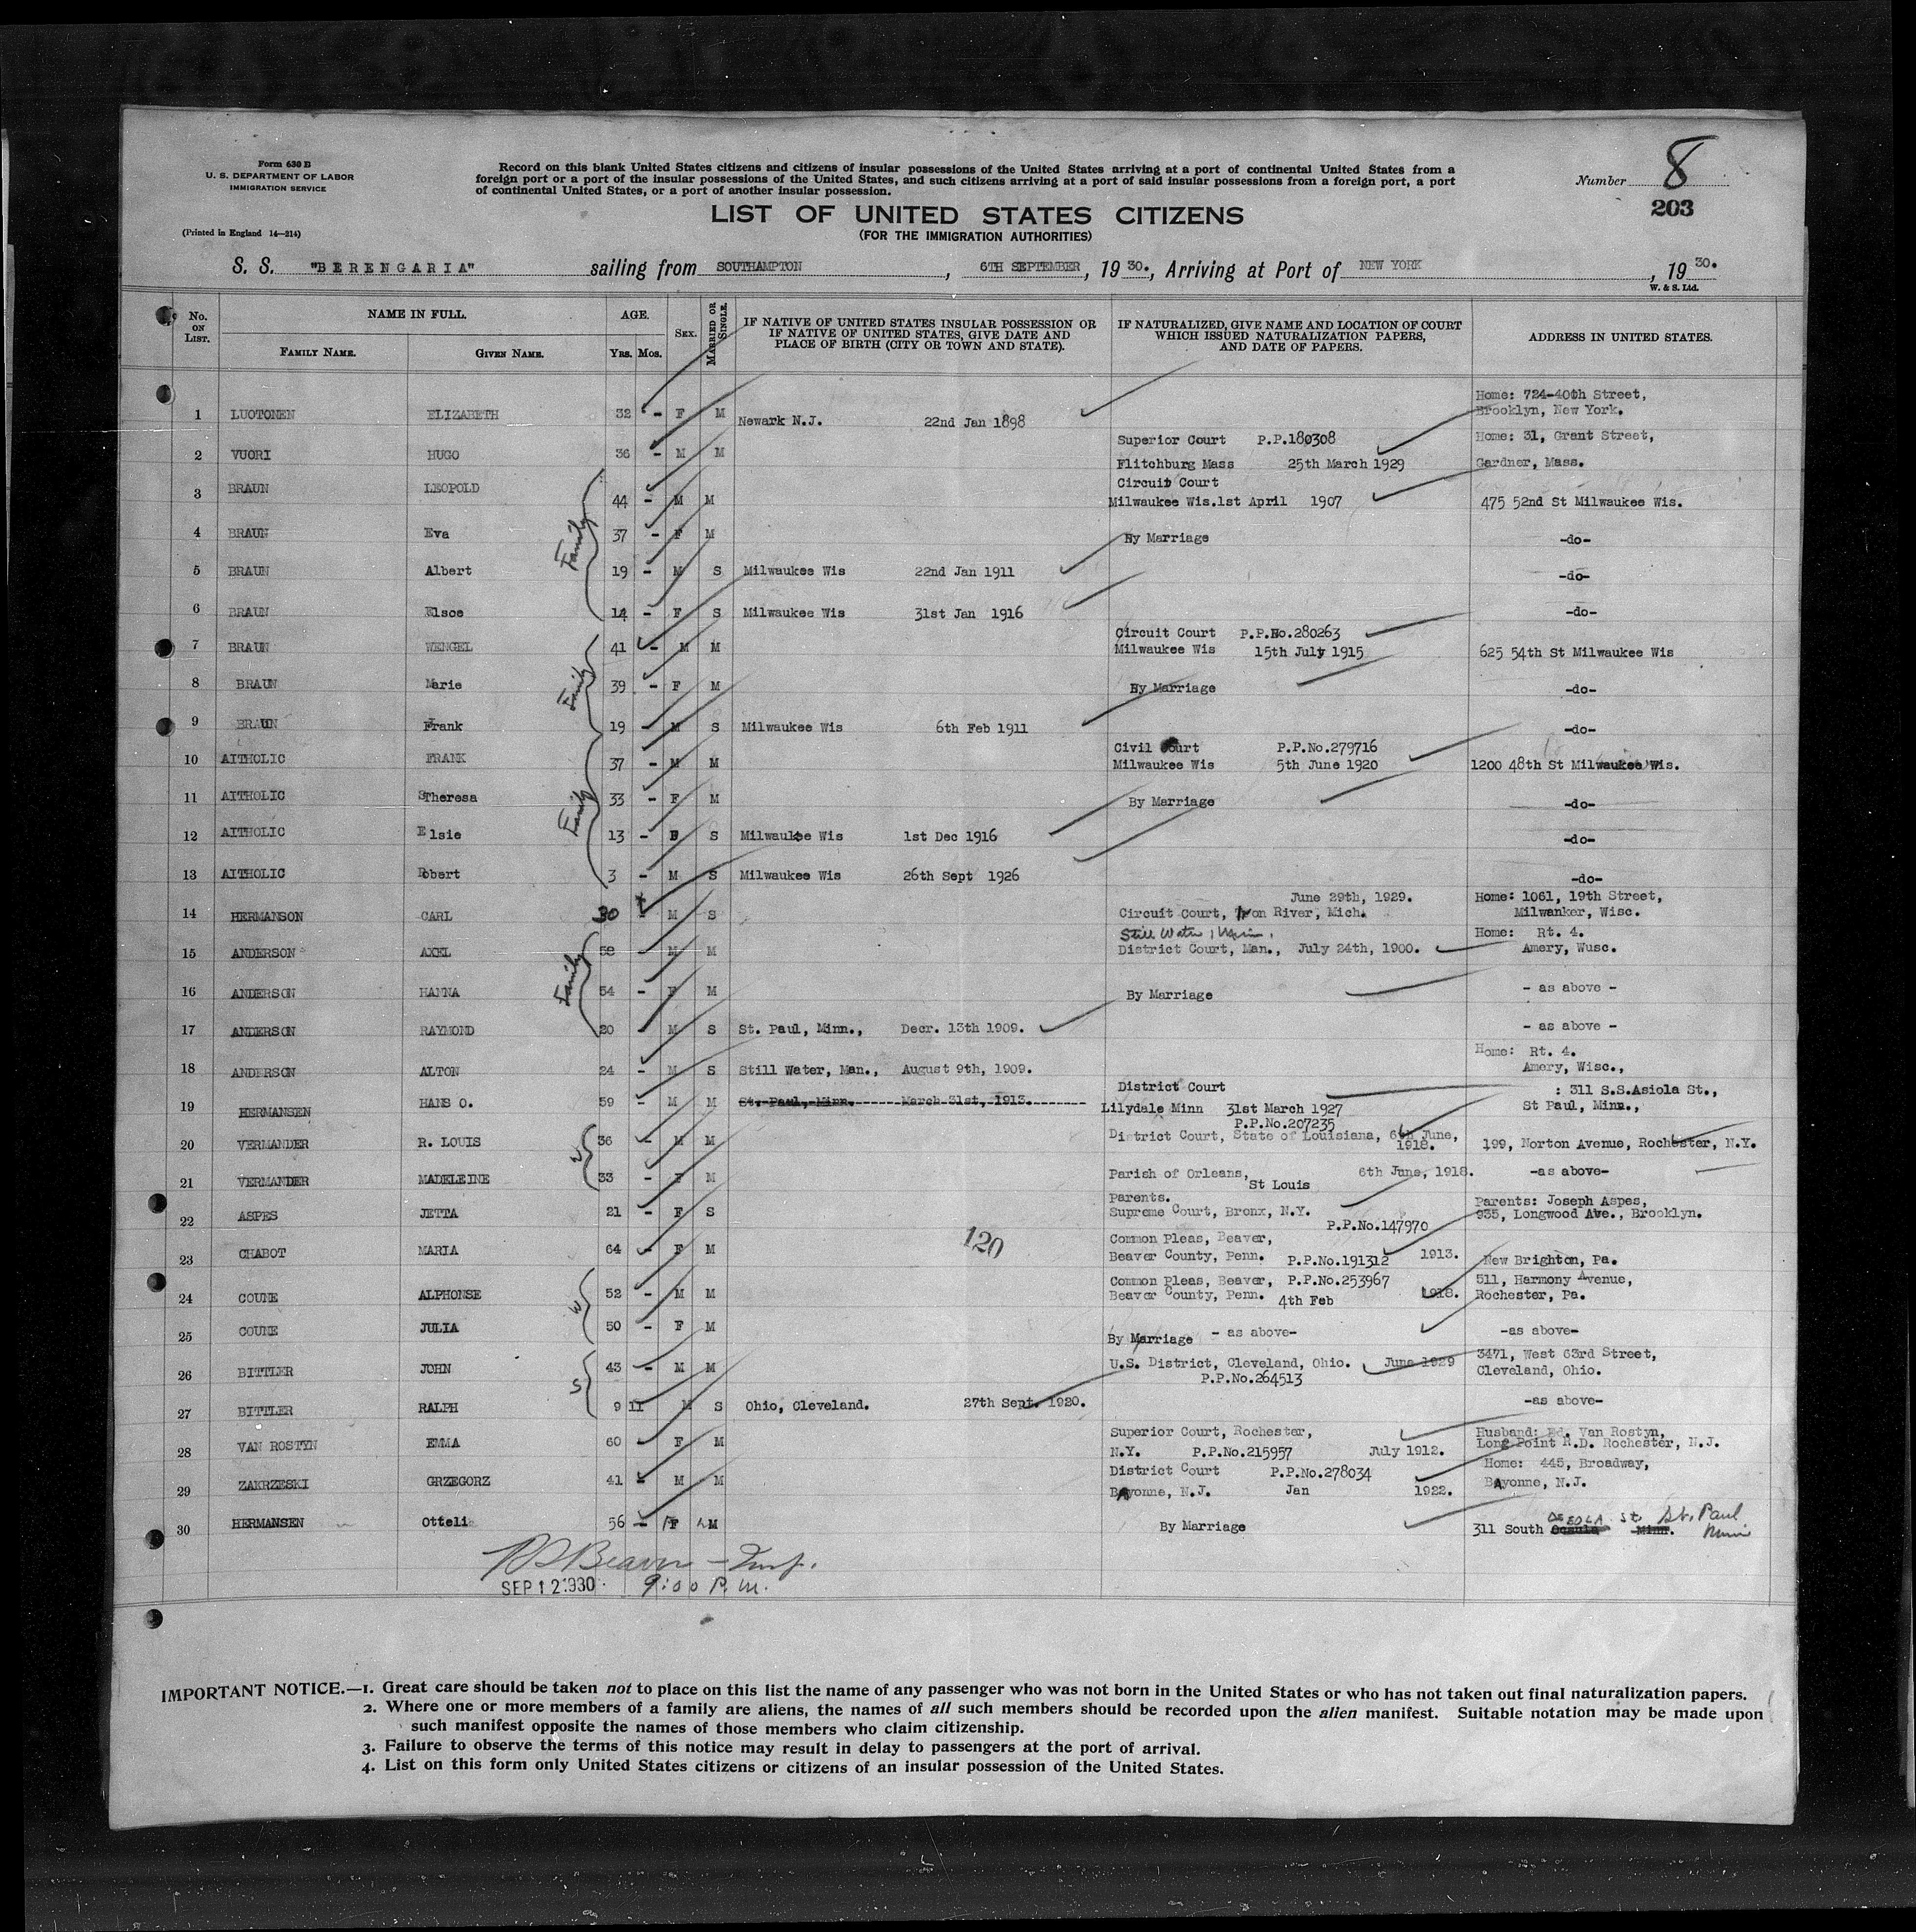 Form 630 B
U. S. DEPARTMENT OF LABOR
IMMIGRATION SERVICE
(Printed in England 14—214)
Record on this blank United States citizens and citizens of insular possessions of the United States arriving at a port of continental United States from a
foreign port or a port of the insular possessions of the United States, and such citizens arriving at a port of said insular possessions from a foreign port, a port
of continental United States, or a port of another insular possession.
Number 8
203
LIST OF UNITED STATES CITIZENS
(FOR THE IMMIGRATION AUTHORITIES)
S. S. "BERENGARIA" sailing from SOUTHAMPTON, 6TH SEPTEMBER, 19 30., Arriving at Port of NEW YORK, 19 30.
W. & S. Ltd.
No. ON LIST. NAME IN FULL. FAMILY NAME. GIVEN NAME. AGE. Yrs. Mos. SEX. MARRIED OR SINGLE. IF NATIVE OF UNITED STATES INSULAR POSSESSION OR IF NATIVE OF UNITED STATES, GIVE DATE AND PLACE OF BIRTH (CITY OR TOWN AND STATE). IF NATURALIZED, GIVE NAME AND LOCATION OF COURT WHICH ISSUED NATURALIZATION PAPERS, AND DATE OF PAPERS. ADDRESS IN UNITED STATES.
1 LUOTONEN ELIZABETH 32 - F M Newark N.J. 22nd Jan 1898 Home: 724-40th Street, Brooklyn, New York.
2 VUORI HUGO 36 - M M Superior Court P.P.180308 Flitchburg Mass 25th March 1929 Home: 31, Grant Street, Gardner, Mass.
3 BRAUN LEOPOLD 44 - M M Circuit Court Milwaukee Wis. 1st April 1907 475 52nd St Milwaukee Wis.
Family
4 BRAUN Eva 37 - F M By Marriage -do-
5 BRAUN Albert 19 - M S Milwaukee Wis 22nd Jan 1911 -do-
6 BRAUN Elsce 14 - F S Milwaukee Wis 31st Jan 1916 -do-
7 BRAUN WENGEL 41 - M M Circuit Court P.P.No.280263 Milwaukee Wis 15th July 1915 625 54th St Milwaukee Wis
Family
8 BRAUN Marie 39 - F M By Marriage -do-
9 BRAUN Frank 19 - M S Milwaukee Wis 6th Feb 1911 -do-
10 AITHOLIC FRANK 37 - M M Civil Court P.P.No.279716 Milwaukee Wis 5th June 1920 1200 48th St Milwaukee Wis.
Family
11 AITHOLIC Theresa 33 - F M By Marriage -do-
12 AITHOLIC Elsie 13 - F S Milwaukee Wis 1st Dec 1916 -do-
13 AITHOLIC Robert 3 - M S Milwaukee Wis 26th Sept 1926 -do-
14 HERMANSON CARL 30 - M S June 29th, 1929. Circuit Court, Iron River, Mich. Home: 1061, 19th Street, Milwanker, Wisc.
15 ANDERSON AXEL 58 - M M Still Water, Minn. District Court, Man., July 24th, 1900. Home: Rt. 4. Amery, Wusc.
Family
16 ANDERSON HANNA 54 - F M By Marriage - as above -
17 ANDERSON RAYMOND 20 - M S St. Paul, Minn., Decr. 13th 1909. - as above -
18 ANDERSON ALTON 24 - M S Still Water, Man., August 9th, 1909. Home: Rt. 4. Amery, Wisc.,
19 HERMANSEN HANS O. 59 - M M St. Paul, Minn. March 31st, 1913. District Court Lilydale Minn 31st March 1927 P.P.No.207235 : 311 S.S.Asiola St., St Paul, Minn.,
20 VERMANDER R. LOUIS 36 - M M District Court, State of Louisiana, 6th June, 1918. 199, Norton Avenue, Rochester, N.Y.
W
21 VERMANDER MADELEINE 33 - F M Parish of Orleans, St Louis 6th June, 1918. -as above-
22 ASPES JETTA 21 - F S Parents. Supreme Court, Bronx, N.Y. P.P.No.147970 Parents: Joseph Aspes, 935, Longwood Ave., Brooklyn.
120
23 CHABOT MARIA 64 - F M Common Pleas, Beaver, Beaver County, Penn. P.P.No.191312 1913. New Brighton, Pa.
24 COUNE ALPHONSE 52 - M M Common Pleas, Beaver, P.P.No.253967 Beaver County, Penn. 4th Feb 1918. 511, Harmony Avenue, Rochester, Pa.
W
25 COUNE JULIA 50 - F M By Marriage - as above- -as above-
26 BITTLER JOHN 43 - M M U.S. District, Cleveland, Ohio. June 1929 P.P.No.264513 3471, West 63rd Street, Cleveland, Ohio.
S
27 BITTLER RALPH 9 11 M S Ohio, Cleveland. 27th Sept. 1920. -as above-
28 VAN ROSTYN EMMA 60 F M Superior Court, Rochester, N.Y. P.P.No.215957 July 1912. Husband: Ed. Van Rostyn, Long Point R.D. Rochester, N.J.
29 ZAKRZESKI GRZEGORZ 41 - M M District Court P.P.No.278034 Bayonne, N.J. Jan 1922. Home: 445, Broadway, Bayonne, N.J.
30 HERMANSEN Otteli 56 - F M By Marriage 311 South OSEOLA St St. Paul Minn. Minn
SEP 12 1930 9:00 P.M.
IMPORTANT NOTICE.—1. Great care should be taken not to place on this list the name of any passenger who was not born in the United States or who has not taken out final naturalization papers.
2. Where one or more members of a family are aliens, the names of all such members should be recorded upon the alien manifest. Suitable notation may be made upon
such manifest opposite the names of those members who claim citizenship.
3. Failure to observe the terms of this notice may result in delay to passengers at the port of arrival.
4. List on this form only United States citizens or citizens of an insular possession of the United States.